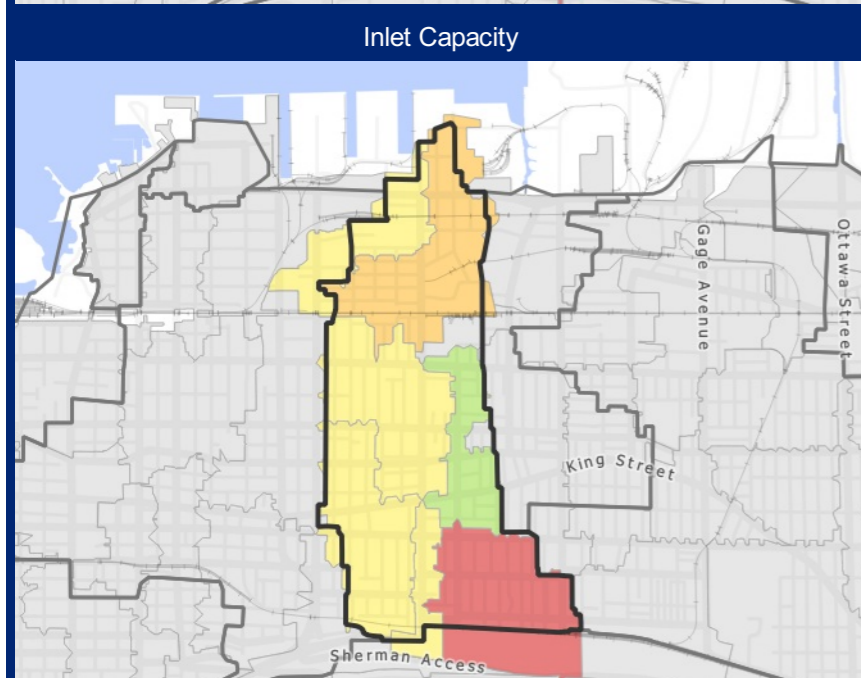 Inlet Capacity
Gage Avenue
Ottawa Street
King Street
Sherman Access